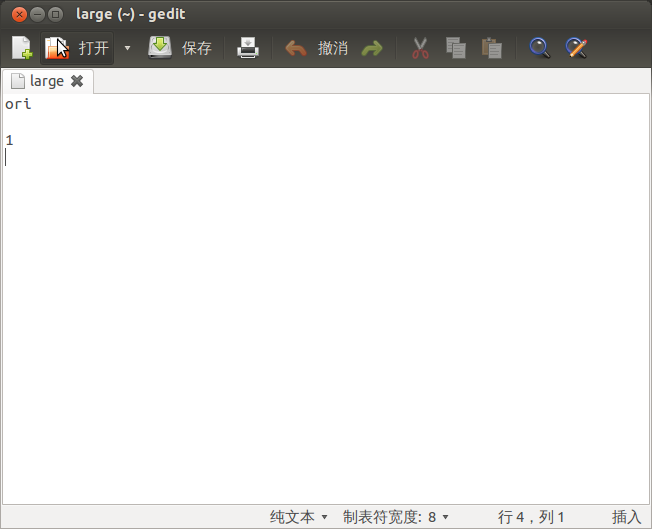 large (~) - gedit
打开 保存 撤消
large
ori
1
纯文本 制表符宽度: 8 行 4，列 1 插入